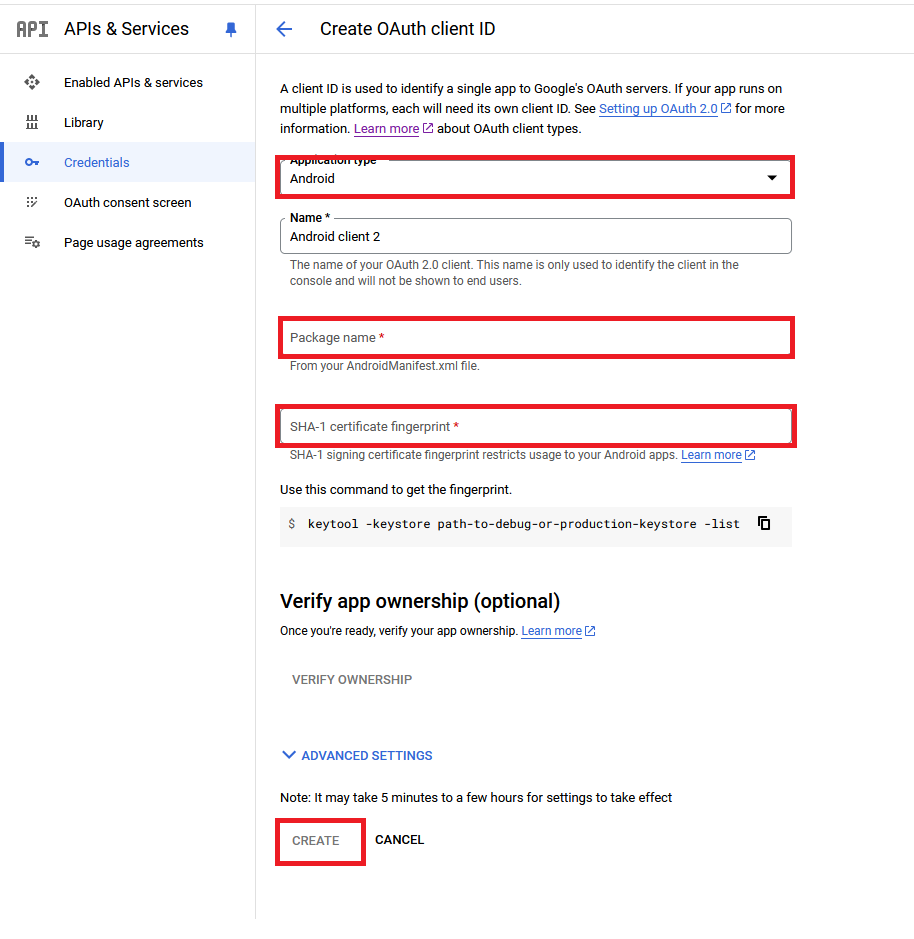 API APIs & Services
Enabled APIs & services
Library
Credentials
OAuth consent screen
Page usage agreements
Create OAuth client ID
A client ID is used to identify a single app to Google's OAuth servers. If your app runs on
multiple platforms, each will need its own client ID. See Setting up OAuth 2.0 for more
information. Learn more about OAuth client types.
Application type
Android
Name *
Android client 2
The name of your OAuth 2.0 client. This name is only used to identify the client in the
console and will not be shown to end users.
Package name *
From your AndroidManifest.xml file.
SHA-1 certificate fingerprint *
SHA-1 signing certificate fingerprint restricts usage to your Android apps. Learn more
Use this command to get the fingerprint.
$ keytool -keystore path-to-debug-or-production-keystore -list
Verify app ownership (optional)
Once you're ready, verify your app ownership. Learn more
VERIFY OWNERSHIP
ADVANCED SETTINGS
Note: It may take 5 minutes to a few hours for settings to take effect
CREATE CANCEL